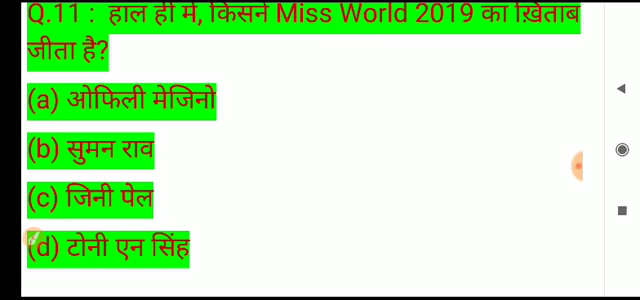 Q.11 : हाल ही में, किसने Miss World 2019 का ख़िताब
जीता है?
(a) ओफिली मेजिनो
(b) सुमन राव
(c) जिनी पेल
(d) टोनी एन सिंह